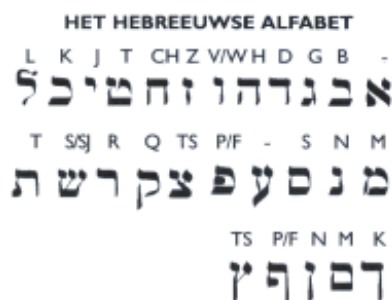 HET HEBREEUWSE ALFABET
L K J T CH Z V/W H D G B -
א ב ג ד ה ו ז ח ט י כ ל
T S/SJ R Q TS P/F - S N M
מ נ ס ע פ צ ק ר ש ת
TS P/F N M K
ך ם ן ף ץ